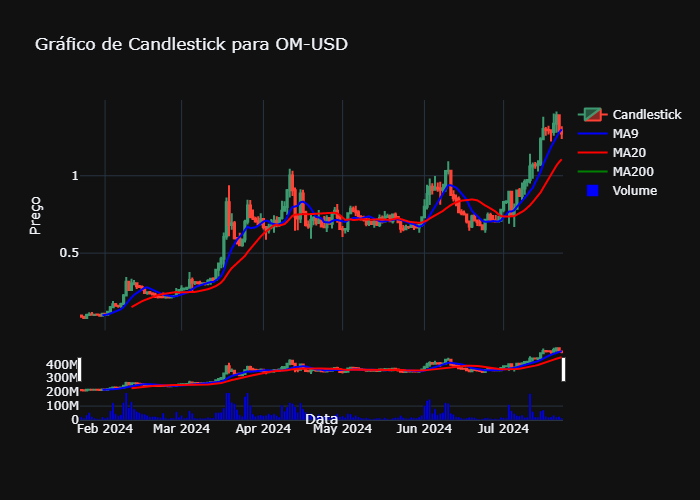 Gráfico de Candlestick para OM-USD
Candlestick
MA9
MA20
MA200
Volume
Preço
1
0.5
400M
300M
200M
100M
0
Data
Feb 2024
Mar 2024
Apr 2024
May 2024
Jun 2024
Jul 2024